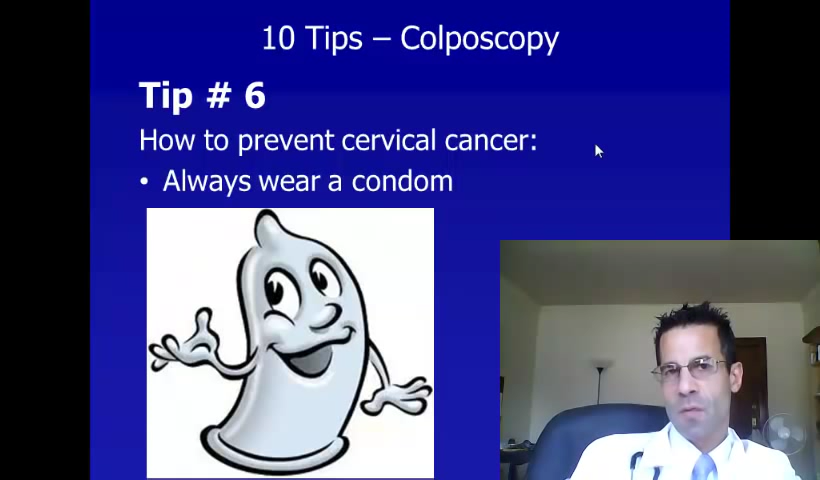 10 Tips – Colposcopy
Tip # 6
How to prevent cervical cancer:
• Always wear a condom